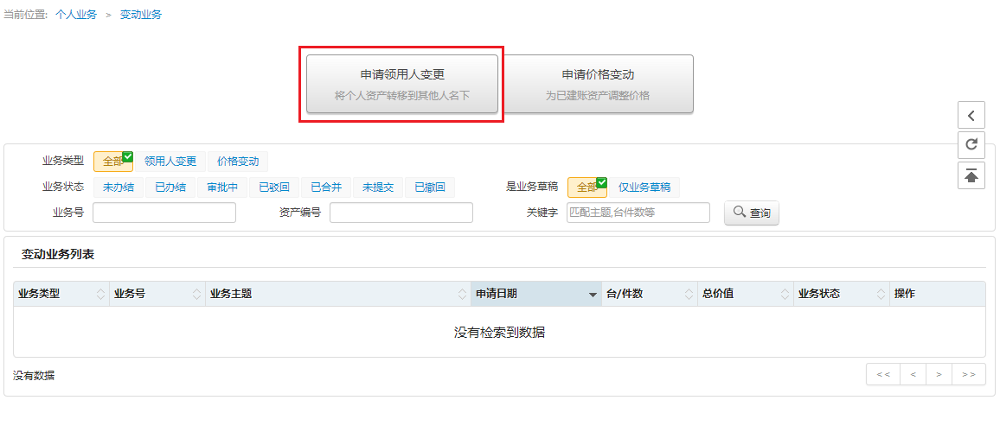 当前位置: 个人业务 > 变动业务
申请领用人变更 申请价格变动
将个人资产转移到其他人名下 为已建账资产调整价格
业务类型 全部 领用人变更 价格变动
业务状态 未办结 已办结 审批中 已驳回 已合并 未提交 已撤回 是业务草稿 全部 仅业务草稿
业务号 资产编号 关键字 匹配主题,台件数等 查询
变动业务列表
业务类型 业务号 业务主题 申请日期 台/件数 总价值 业务状态 操作
没有检索到数据
没有数据 << < > >>